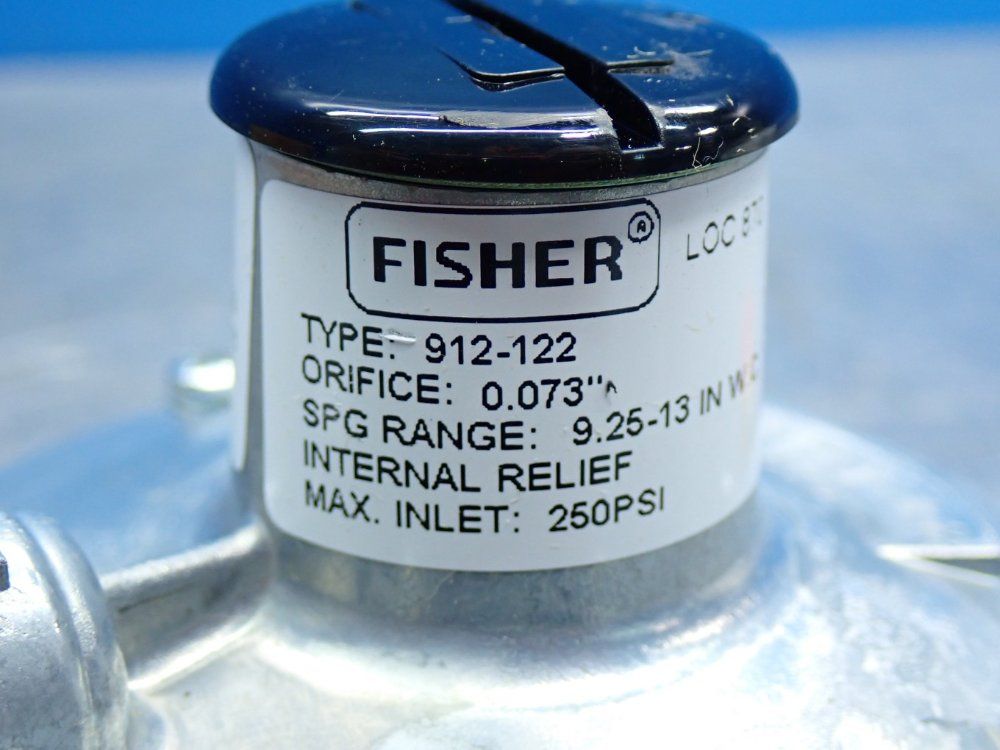 FISHER®
LOC
TYPE: 912-122
ORIFICE: 0.073"
SPG RANGE: 9.25-13 IN
INTERNAL RELIEF
MAX. INLET: 250PSI